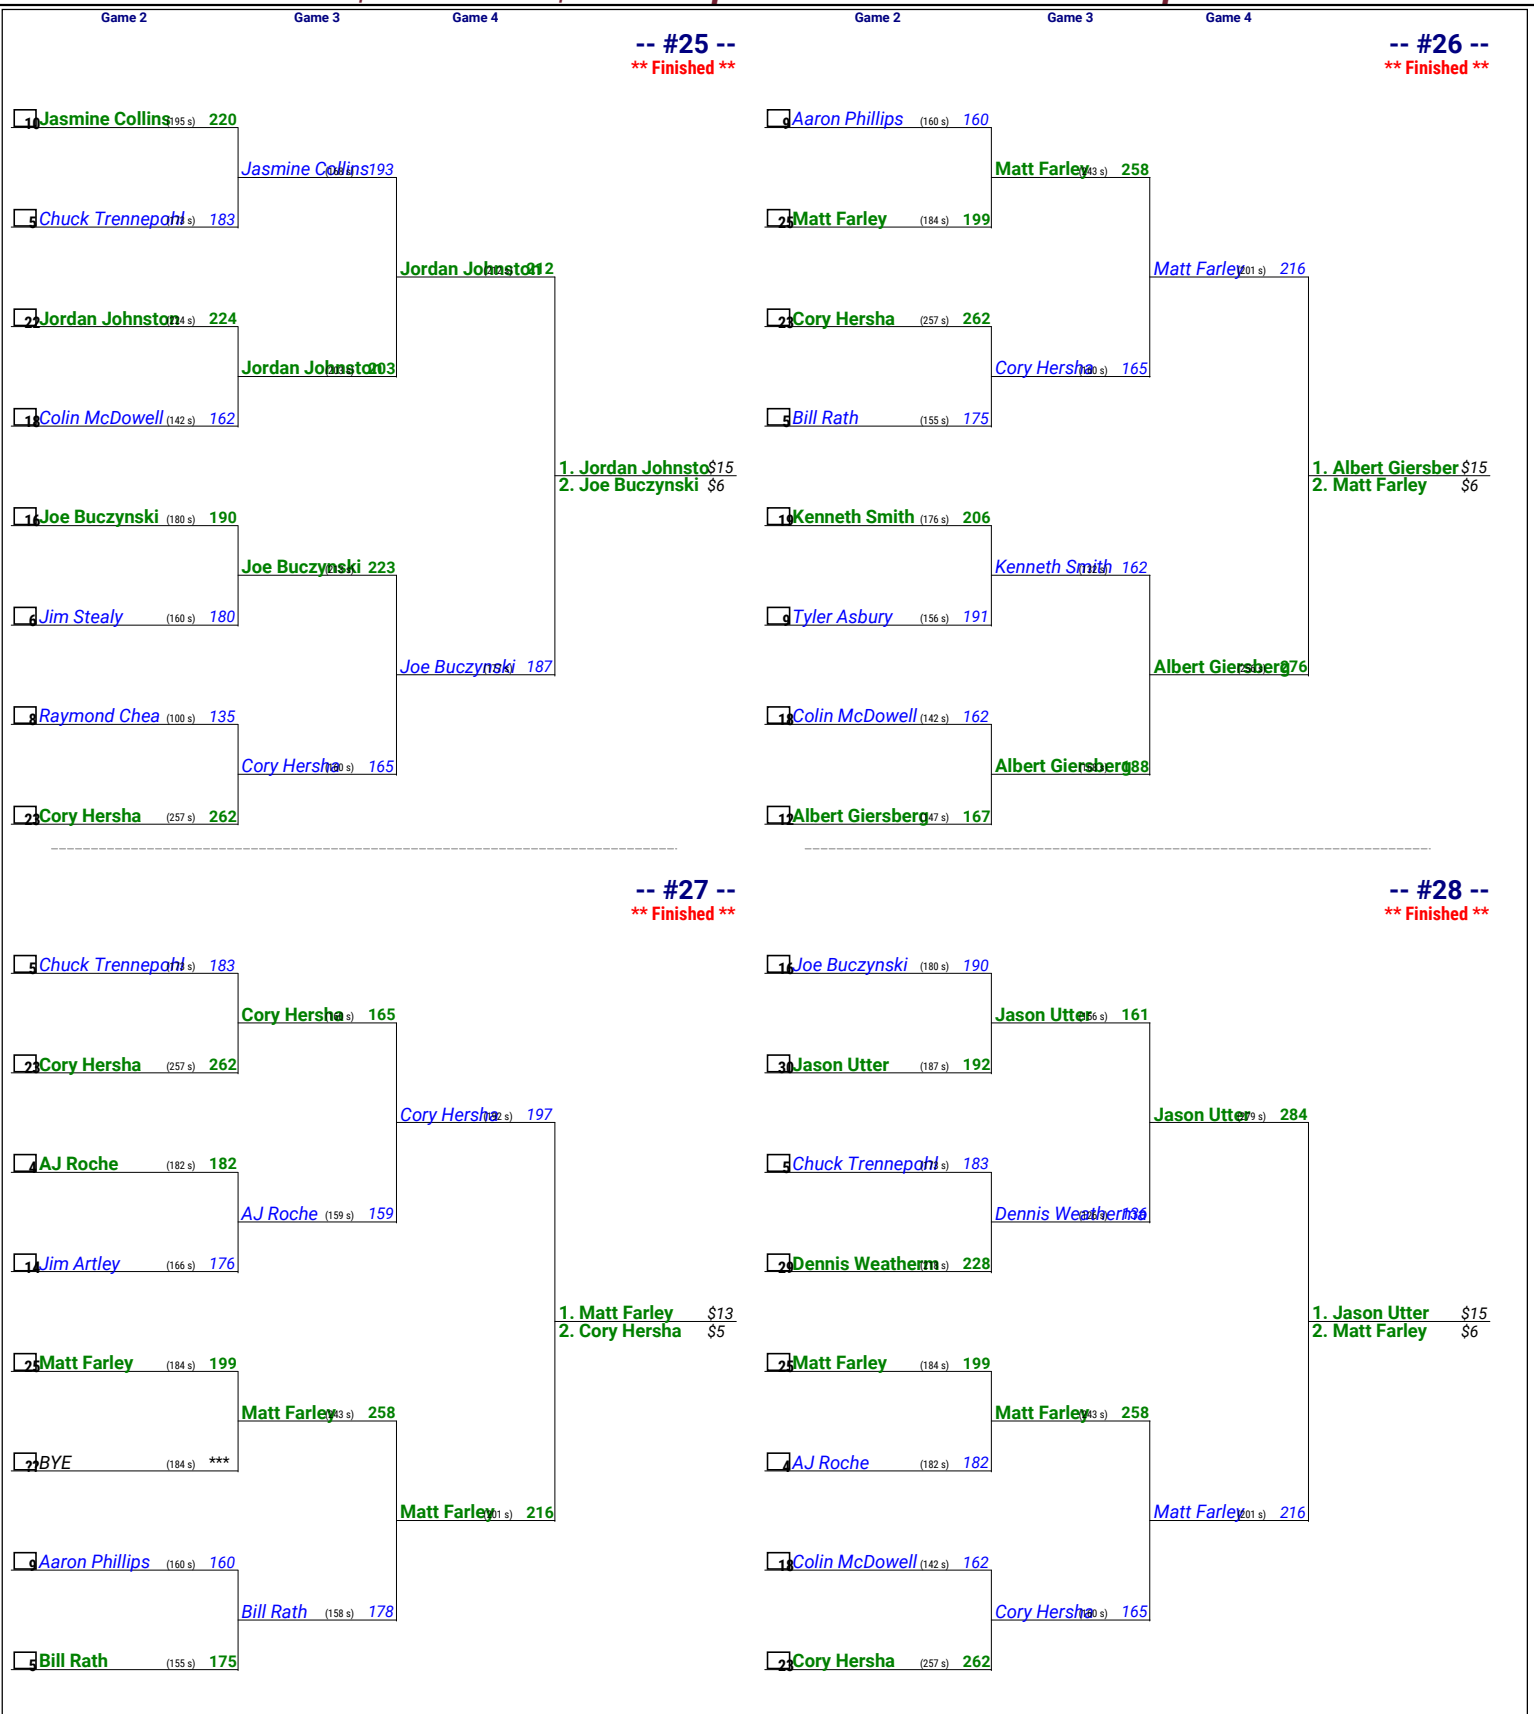 Game 2 Game 3 Game 4 Game 2 Game 3 Game 4
-- #25 --
** Finished **
10 Jasmine Collins (195 s) 220
Jasmine Collins 193
5 Chuck Trennepohl 183
Jordan Johnston 212
22 Jordan Johnston (224 s) 224
Jordan Johnston 203
18 Colin McDowell (142 s) 162
1. Jordan Johnsto $15
2. Joe Buczynski $6
16 Joe Buczynski (180 s) 190
Joe Buczynski 223
6 Jim Stealy (160 s) 180
Joe Buczynski 187
8 Raymond Chea (100 s) 135
Cory Hersha 165
23 Cory Hersha (257 s) 262
-- #26 --
** Finished **
9 Aaron Phillips (160 s) 160
Matt Farley (243 s) 258
25 Matt Farley (184 s) 199
Matt Farley (201 s) 216
23 Cory Hersha (257 s) 262
Cory Hersha 165
5 Bill Rath (155 s) 175
1. Albert Giersber $15
2. Matt Farley $6
19 Kenneth Smith (176 s) 206
Kenneth Smith 162
9 Tyler Asbury (156 s) 191
Albert Giersberg 276
18 Colin McDowell (142 s) 162
Albert Giersberg 188
12 Albert Giersberg (147 s) 167
-- #27 --
** Finished **
5 Chuck Trennepohl 183
Cory Hersha 165
23 Cory Hersha (257 s) 262
Cory Hersha 197
4 AJ Roche (182 s) 182
AJ Roche (159 s) 159
14 Jim Artley (166 s) 176
1. Matt Farley $13
2. Cory Hersha $5
25 Matt Farley (184 s) 199
Matt Farley (243 s) 258
?? BYE (184 s) ***
Matt Farley (201 s) 216
9 Aaron Phillips (160 s) 160
Bill Rath (158 s) 178
5 Bill Rath (155 s) 175
-- #28 --
** Finished **
16 Joe Buczynski (180 s) 190
Jason Utter 161
30 Jason Utter (187 s) 192
Jason Utter 284
5 Chuck Trennepohl 183
Dennis Weatherma 136
29 Dennis Weatherm 228
1. Jason Utter $15
2. Matt Farley $6
25 Matt Farley (184 s) 199
Matt Farley (243 s) 258
4 AJ Roche (182 s) 182
Matt Farley (201 s) 216
18 Colin McDowell (142 s) 162
Cory Hersha 165
23 Cory Hersha (257 s) 262